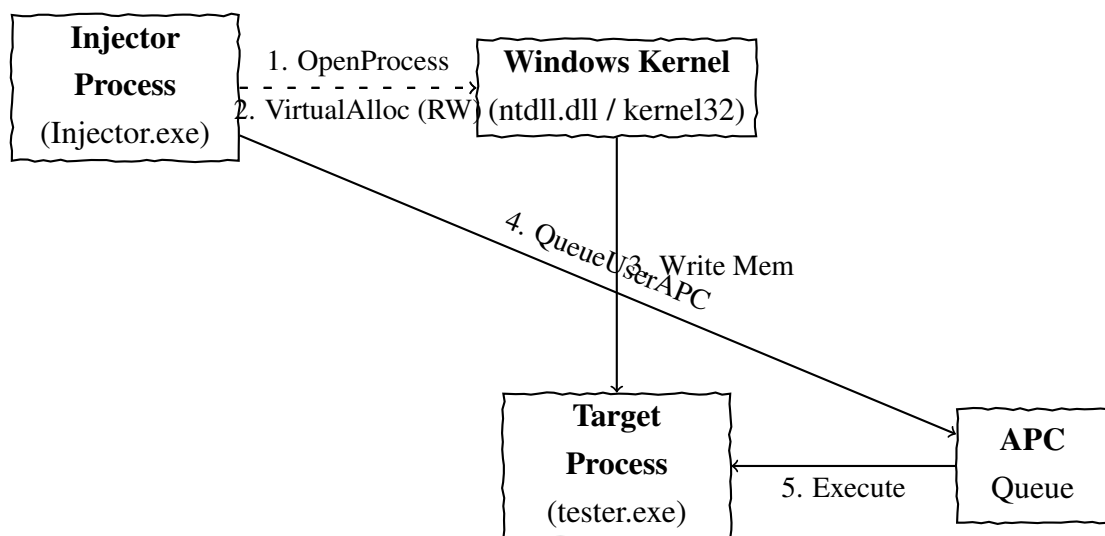 Injector
Process
(Injector.exe)
1. OpenProcess
2. VirtualAlloc (RW)
Windows Kernel
(ntdll.dll / kernel32)
4. QueueUserAPC
3. Write Mem
Target
Process
(tester.exe)
5. Execute
APC
Queue